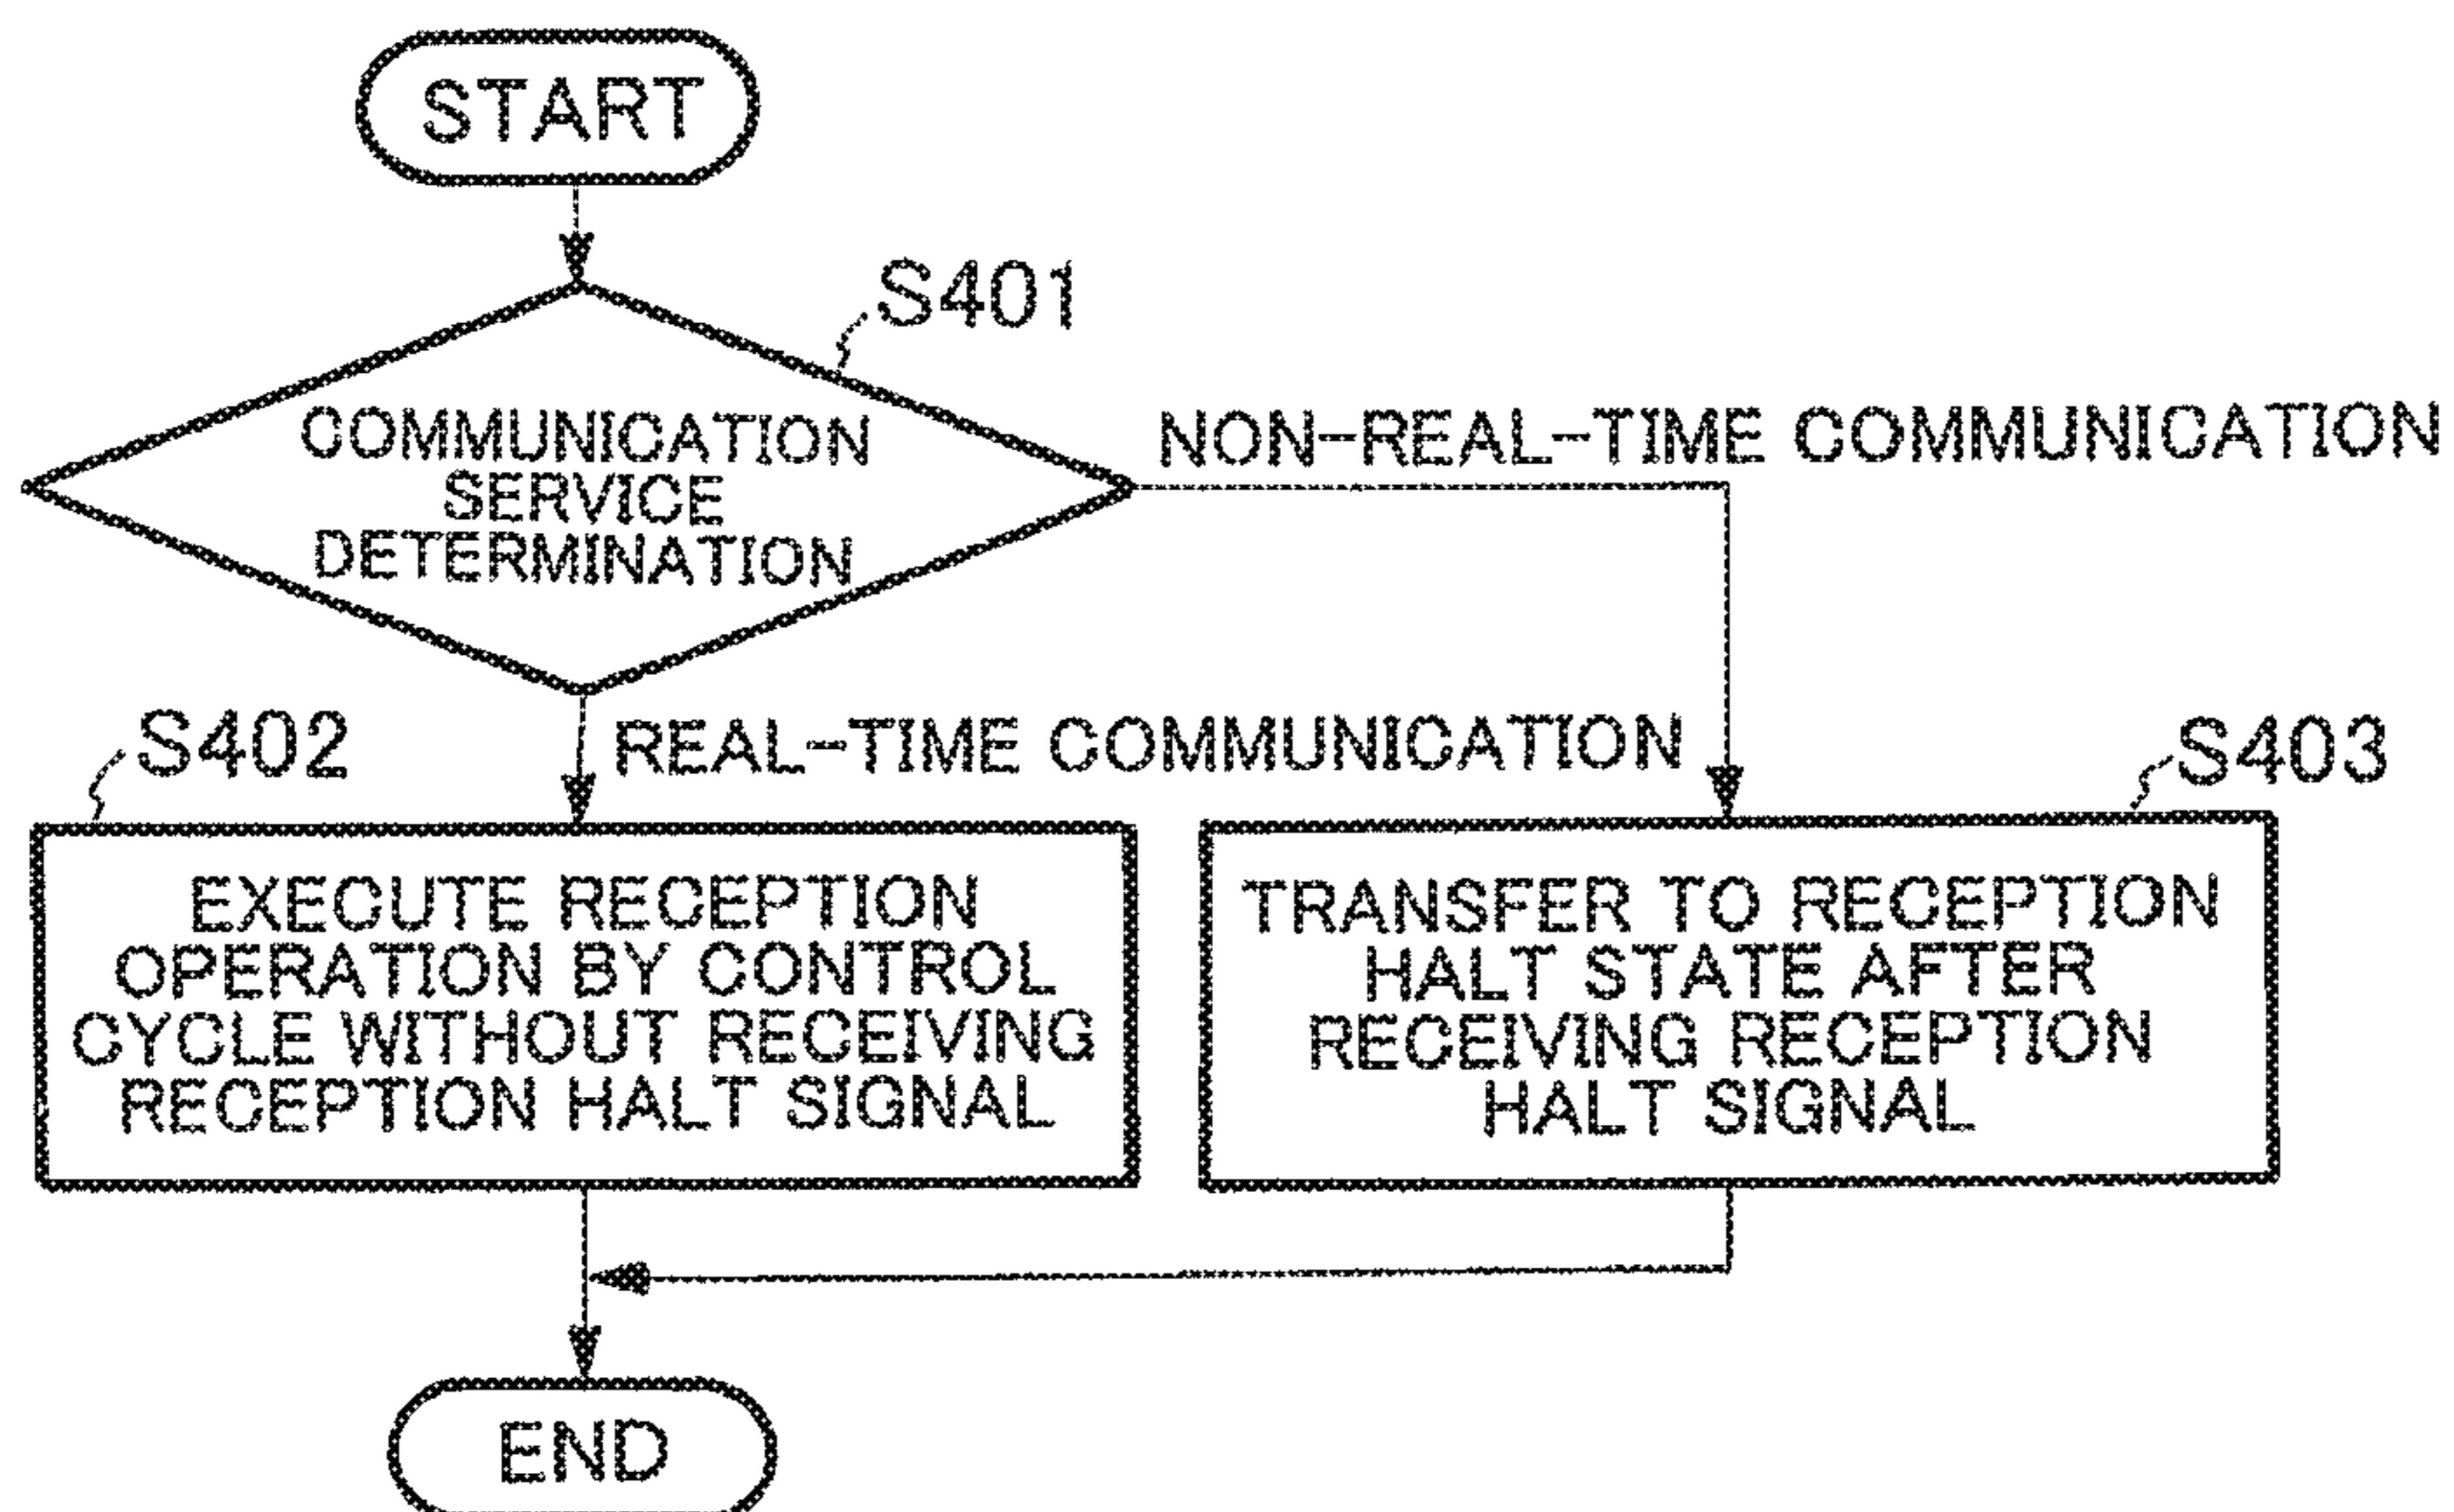 START
S401
COMMUNICATION
SERVICE
DETERMINATION
NON-REAL-TIME COMMUNICATION
S402
REAL-TIME COMMUNICATION
S403
EXECUTE RECEPTION
OPERATION BY CONTROL
CYCLE WITHOUT RECEIVING
RECEPTION HALT SIGNAL
TRANSFER TO RECEPTION
HALT STATE AFTER
RECEIVING RECEPTION
HALT SIGNAL
END